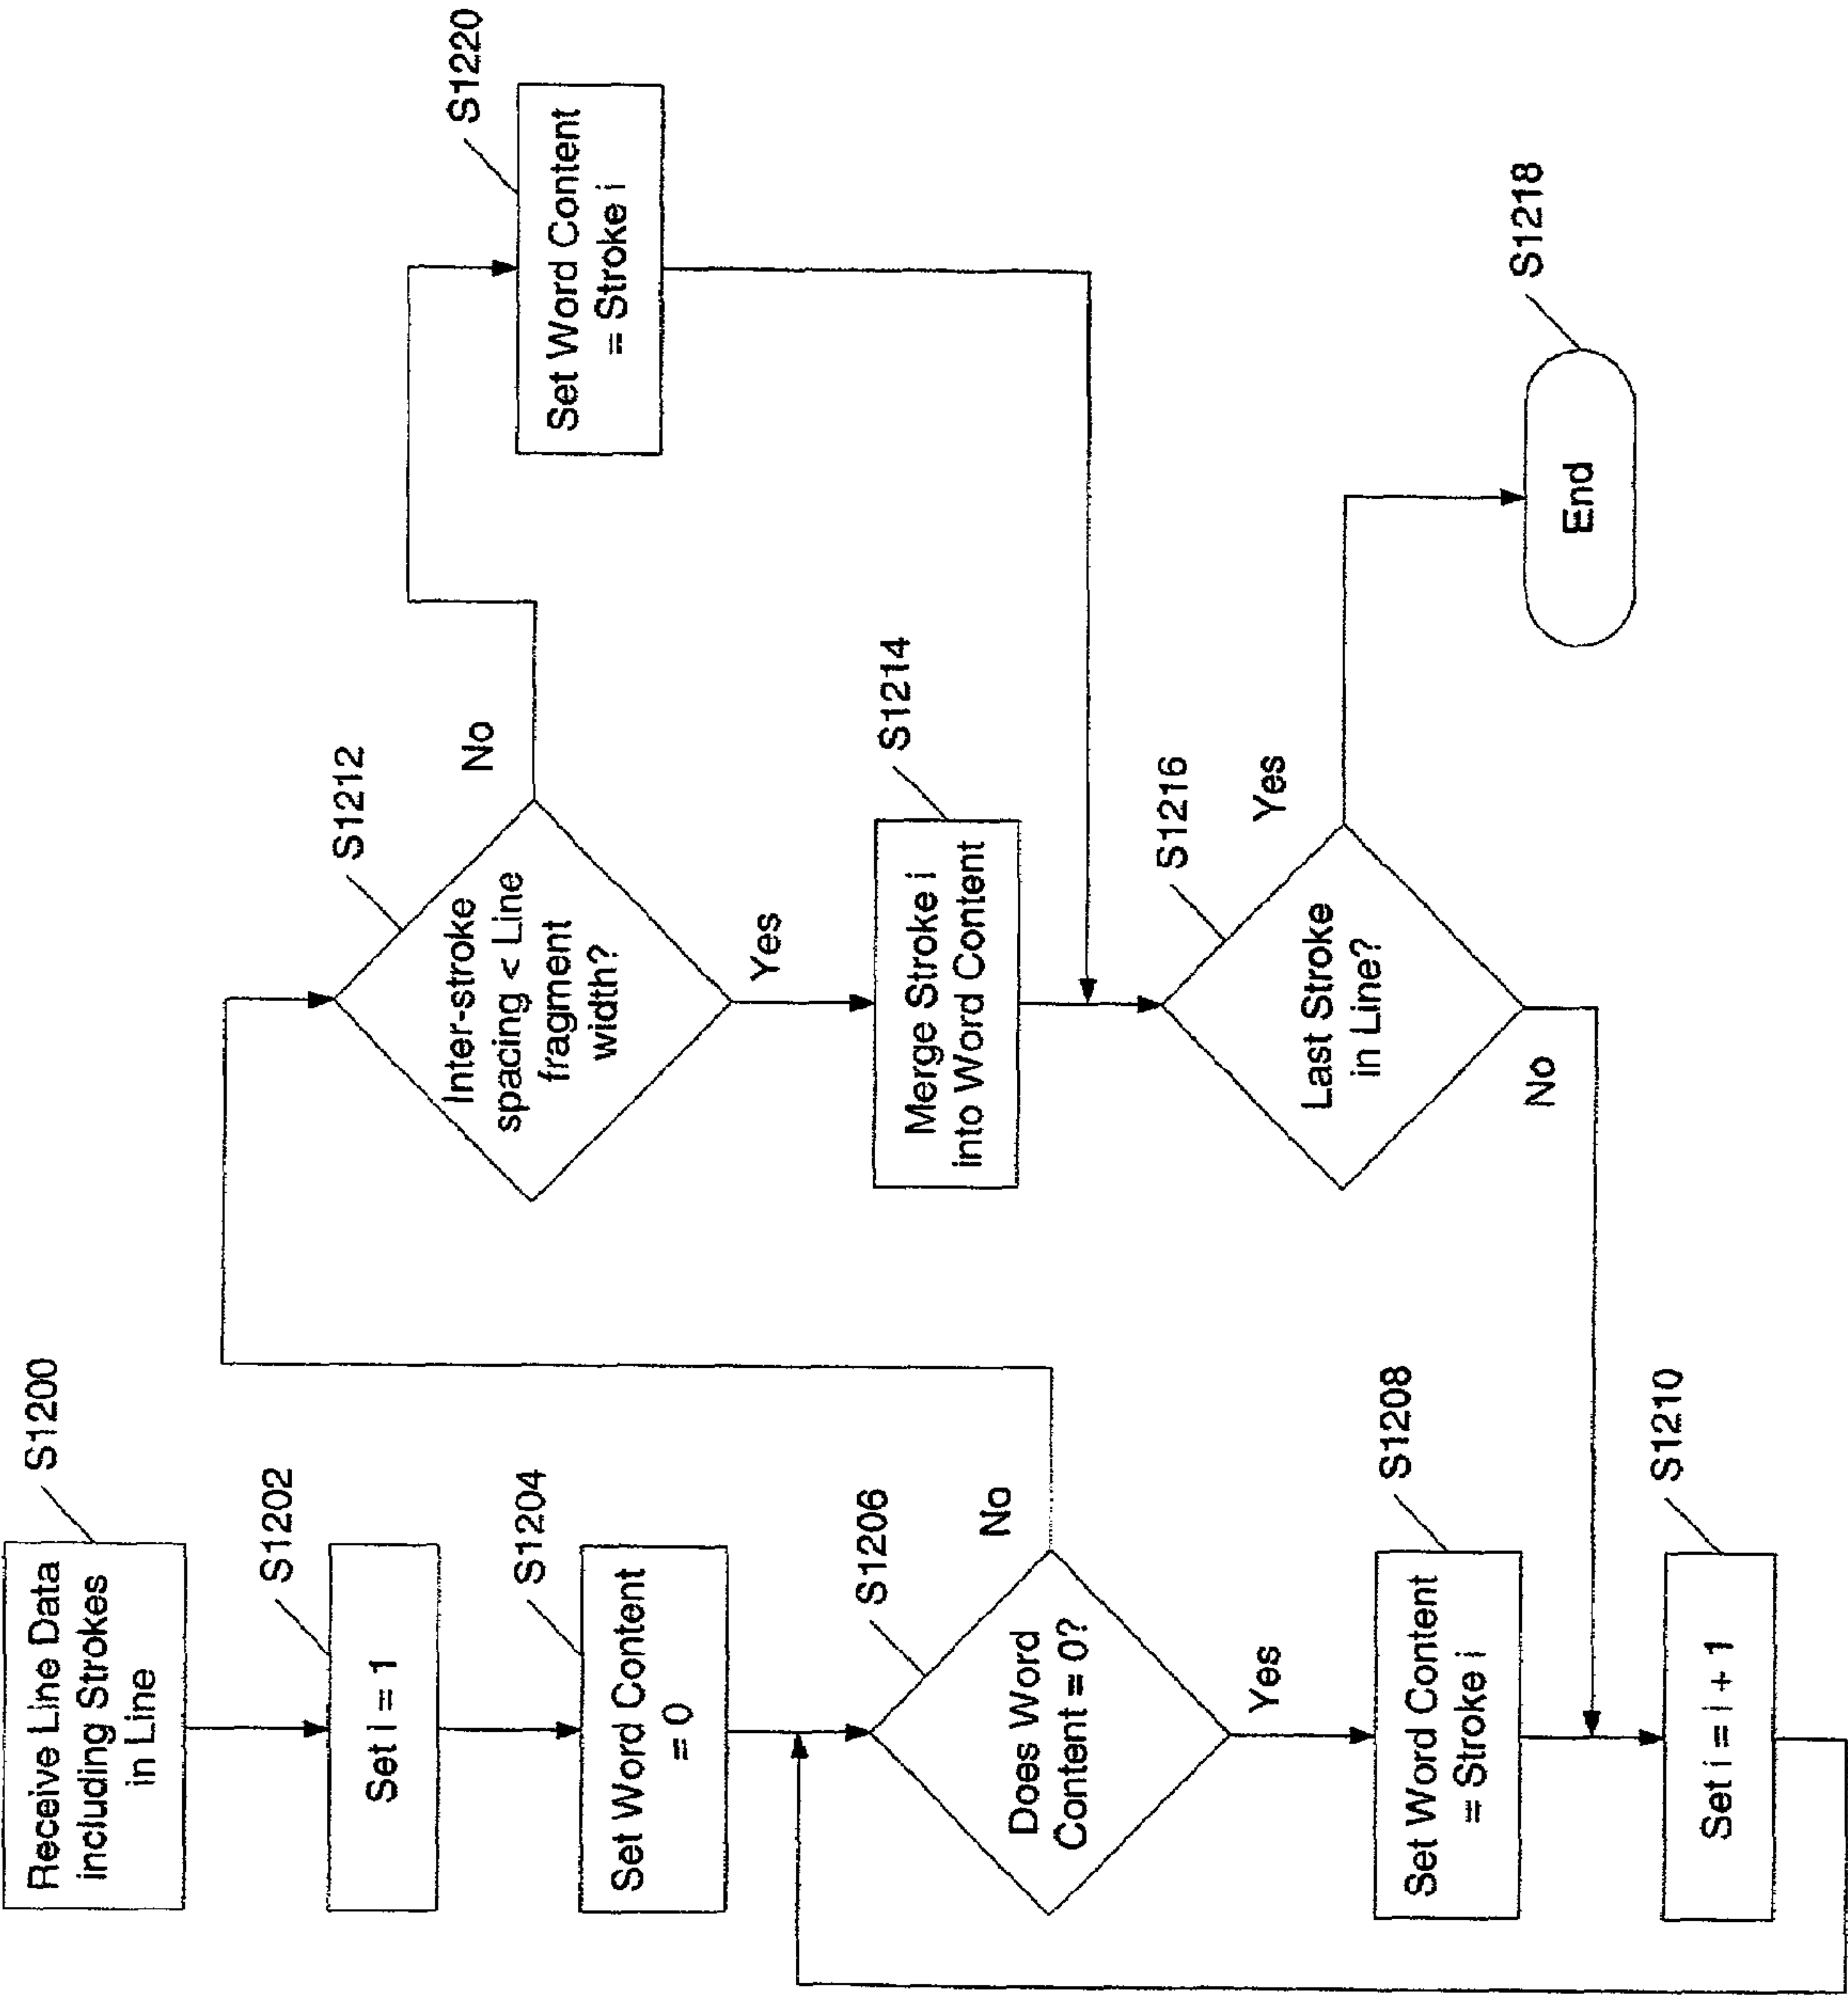 Receive Line Data
including Strokes
in Line
S1200
Set i = 1
S1202
Set Word Content
= 0
S1204
Does Word
Content = 0?
S1206
No
Yes
Set Word Content
= Stroke i
S1208
Set i = i + 1
S1210
Inter-stroke
spacing < Line
fragment
width?
S1212
No
Yes
Merge Stroke i
into Word Content
S1214
Last Stroke
in Line?
S1216
Yes
No
Set Word Content
= Stroke i
S1220
End
S1218